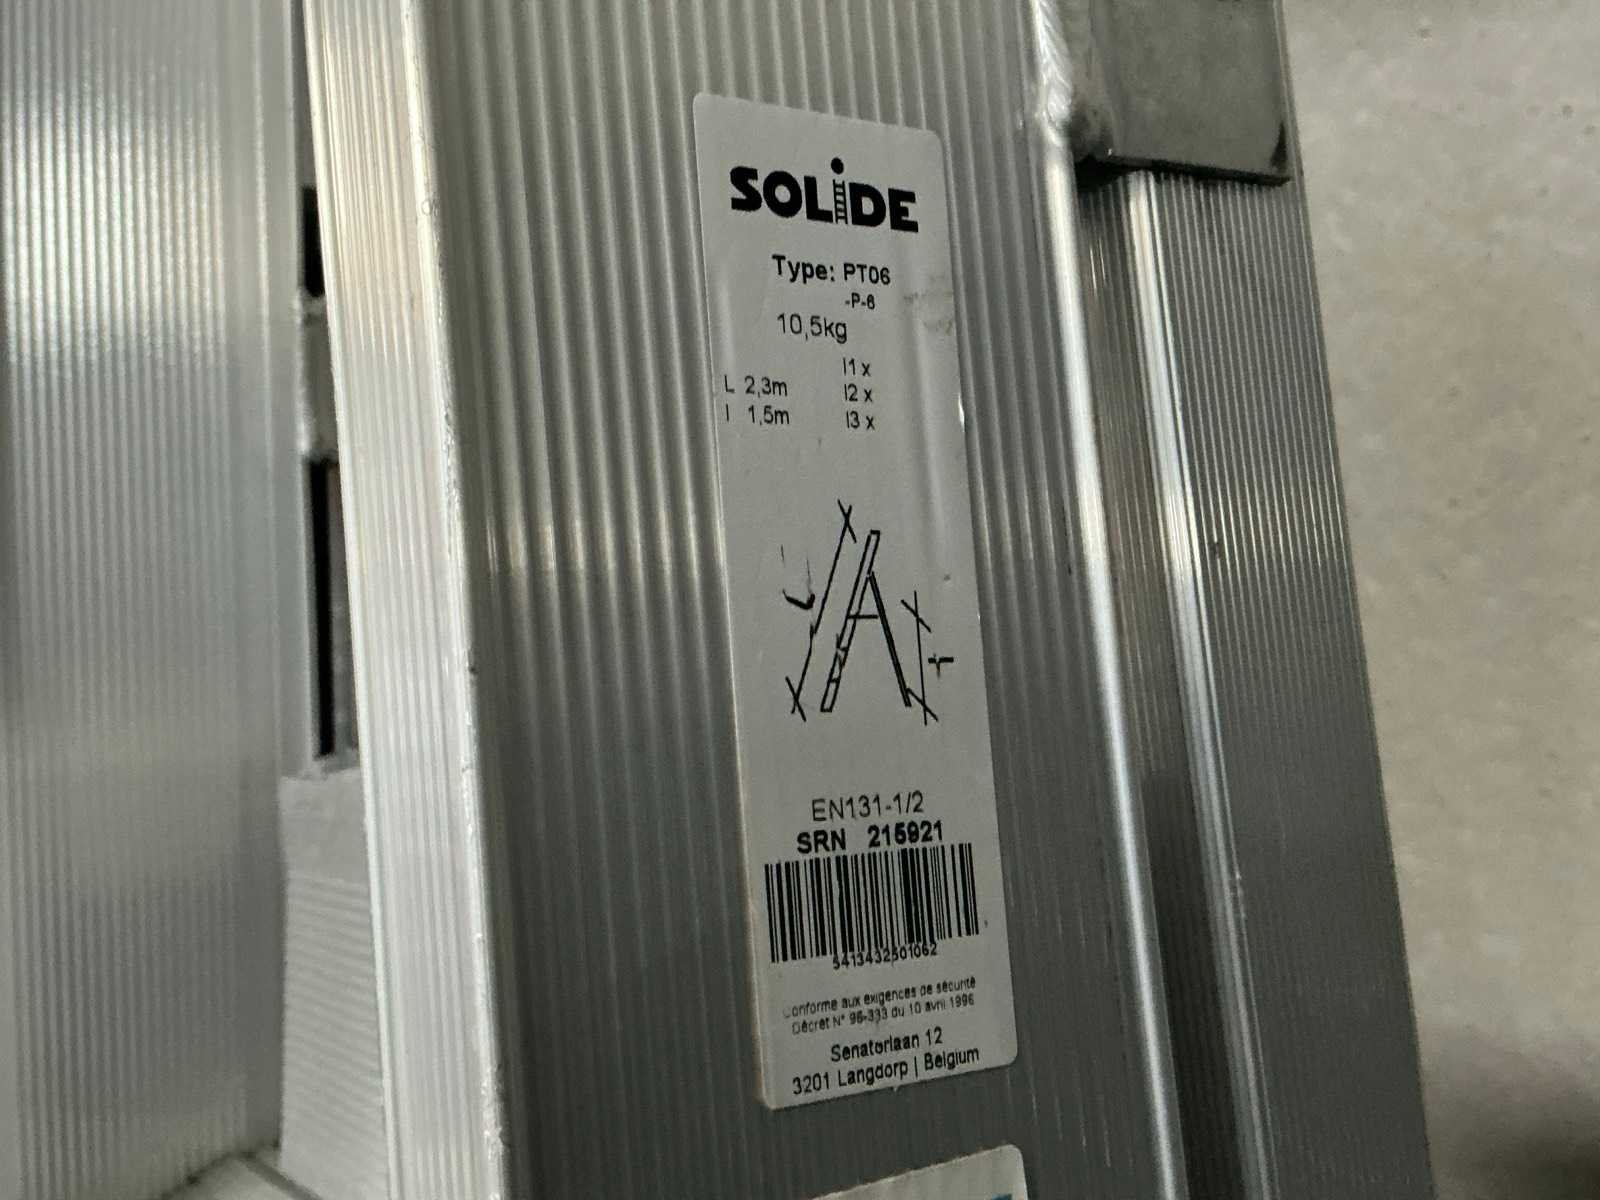 SOLiDE
Type: PT06
-P-6
10,5kg
l1 x
L 2,3m l2 x
l 1,5m l3 x
L
l
EN131-1/2
SRN 215921
5413432501062
Conforme aux exigences de sécurité
Décret N° 96-333 du 10 avril 1996
Senatorlaan 12
3201 Langdorp | Belgium